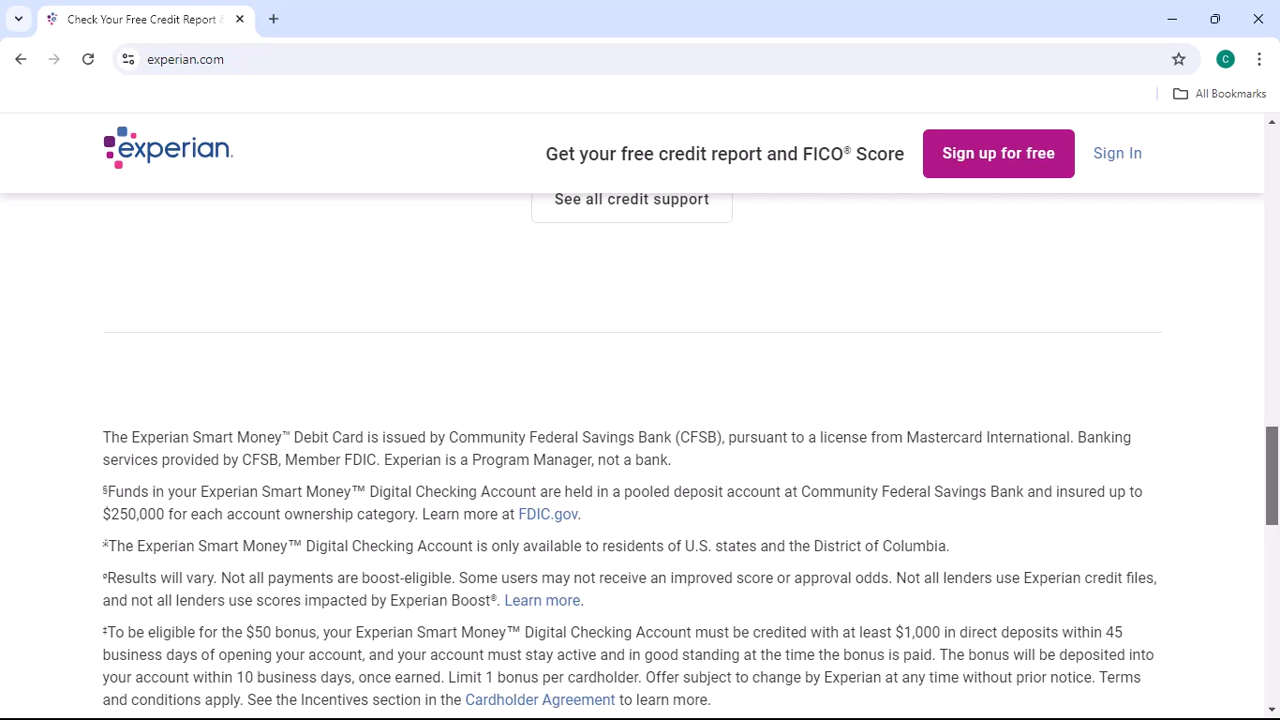 Check Your Free Credit Report &
experian.com
C
All Bookmarks
experian.
Get your free credit report and FICO® Score
Sign up for free
Sign In
See all credit support
The Experian Smart Money™ Debit Card is issued by Community Federal Savings Bank (CFSB), pursuant to a license from Mastercard International. Banking
services provided by CFSB, Member FDIC. Experian is a Program Manager, not a bank.
§Funds in your Experian Smart Money™ Digital Checking Account are held in a pooled deposit account at Community Federal Savings Bank and insured up to
$250,000 for each account ownership category. Learn more at FDIC.gov.
⁂The Experian Smart Money™ Digital Checking Account is only available to residents of U.S. states and the District of Columbia.
øResults will vary. Not all payments are boost-eligible. Some users may not receive an improved score or approval odds. Not all lenders use Experian credit files,
and not all lenders use scores impacted by Experian Boost®. Learn more.
‡To be eligible for the $50 bonus, your Experian Smart Money™ Digital Checking Account must be credited with at least $1,000 in direct deposits within 45
business days of opening your account, and your account must stay active and in good standing at the time the bonus is paid. The bonus will be deposited into
your account within 10 business days, once earned. Limit 1 bonus per cardholder. Offer subject to change by Experian at any time without prior notice. Terms
and conditions apply. See the Incentives section in the Cardholder Agreement to learn more.